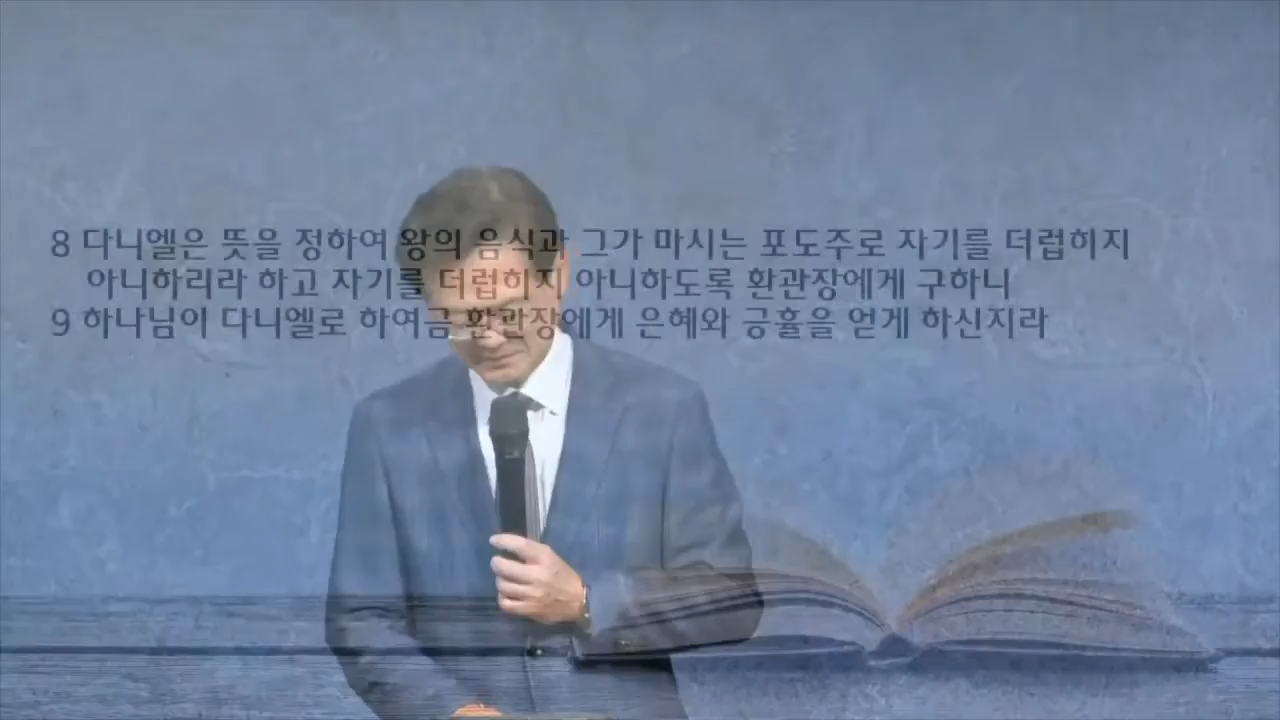 8 다니엘은 뜻을 정하여 왕의 음식과 그가 마시는 포도주로 자기를 더럽히지
아니하리라 하고 자기를 더럽히지 아니하도록 환관장에게 구하니
9 하나님이 다니엘로 하여금 환관장에게 은혜와 긍휼을 얻게 하신지라